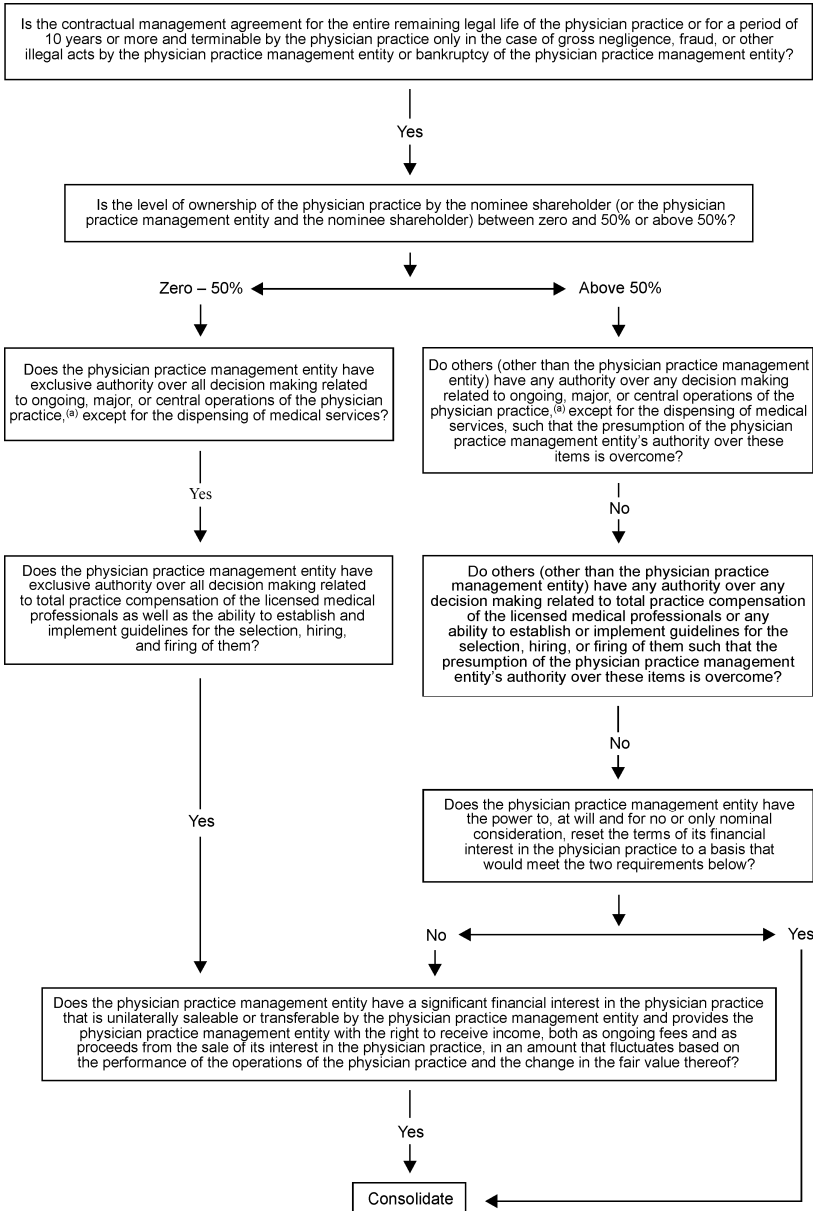 Is the contractual management agreement for the entire remaining legal life of the physician practice or for a period of
10 years or more and terminable by the physician practice only in the case of gross negligence, fraud, or other
illegal acts by the physician practice management entity or bankruptcy of the physician practice management entity?
Yes
Is the level of ownership of the physician practice by the nominee shareholder (or the physician
practice management entity and the nominee shareholder) between zero and 50% or above 50%?
Zero – 50%
Above 50%
Does the physician practice management entity have
exclusive authority over all decision making related
to ongoing, major, or central operations of the physician
practice,(a) except for the dispensing of medical services?
Do others (other than the physician practice management
entity) have any authority over any decision making
related to ongoing, major, or central operations of the
physician practice,(a) except for the dispensing of medical
services, such that the presumption of the physician
practice management entity's authority over these
items is overcome?
Yes
No
Does the physician practice management entity have
exclusive authority over all decision making related
to total practice compensation of the licensed medical
professionals as well as the ability to establish and
implement guidelines for the selection, hiring,
and firing of them?
Do others (other than the physician practice
management entity) have any authority over any
decision making related to total practice compensation
of the licensed medical professionals or any
ability to establish or implement guidelines for the
selection, hiring, or firing of them such that the
presumption of the physician practice management
entity's authority over these items is overcome?
No
Does the physician practice management entity have
the power to, at will and for no or only nominal
consideration, reset the terms of its financial
interest in the physician practice to a basis that
would meet the two requirements below?
Yes
No
Yes
Does the physician practice management entity have a significant financial interest in the physician practice
that is unilaterally saleable or transferable by the physician practice management entity and provides the
physician practice management entity with the right to receive income, both as ongoing fees and as
proceeds from the sale of its interest in the physician practice, in an amount that fluctuates based on
the performance of the operations of the physician practice and the change in the fair value thereof?
Yes
Consolidate